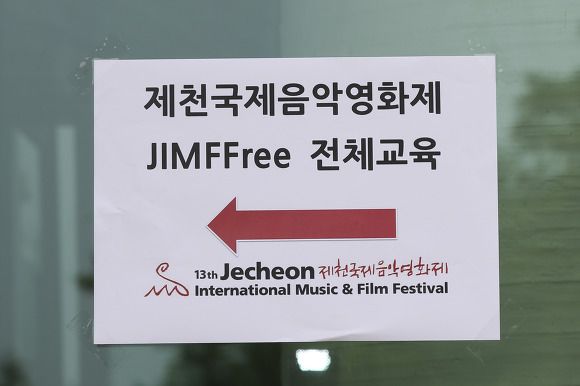 제천국제음악영화제
JIMFFree 전체교육
13th Jecheon 제천국제음악영화제
International Music & Film Festival